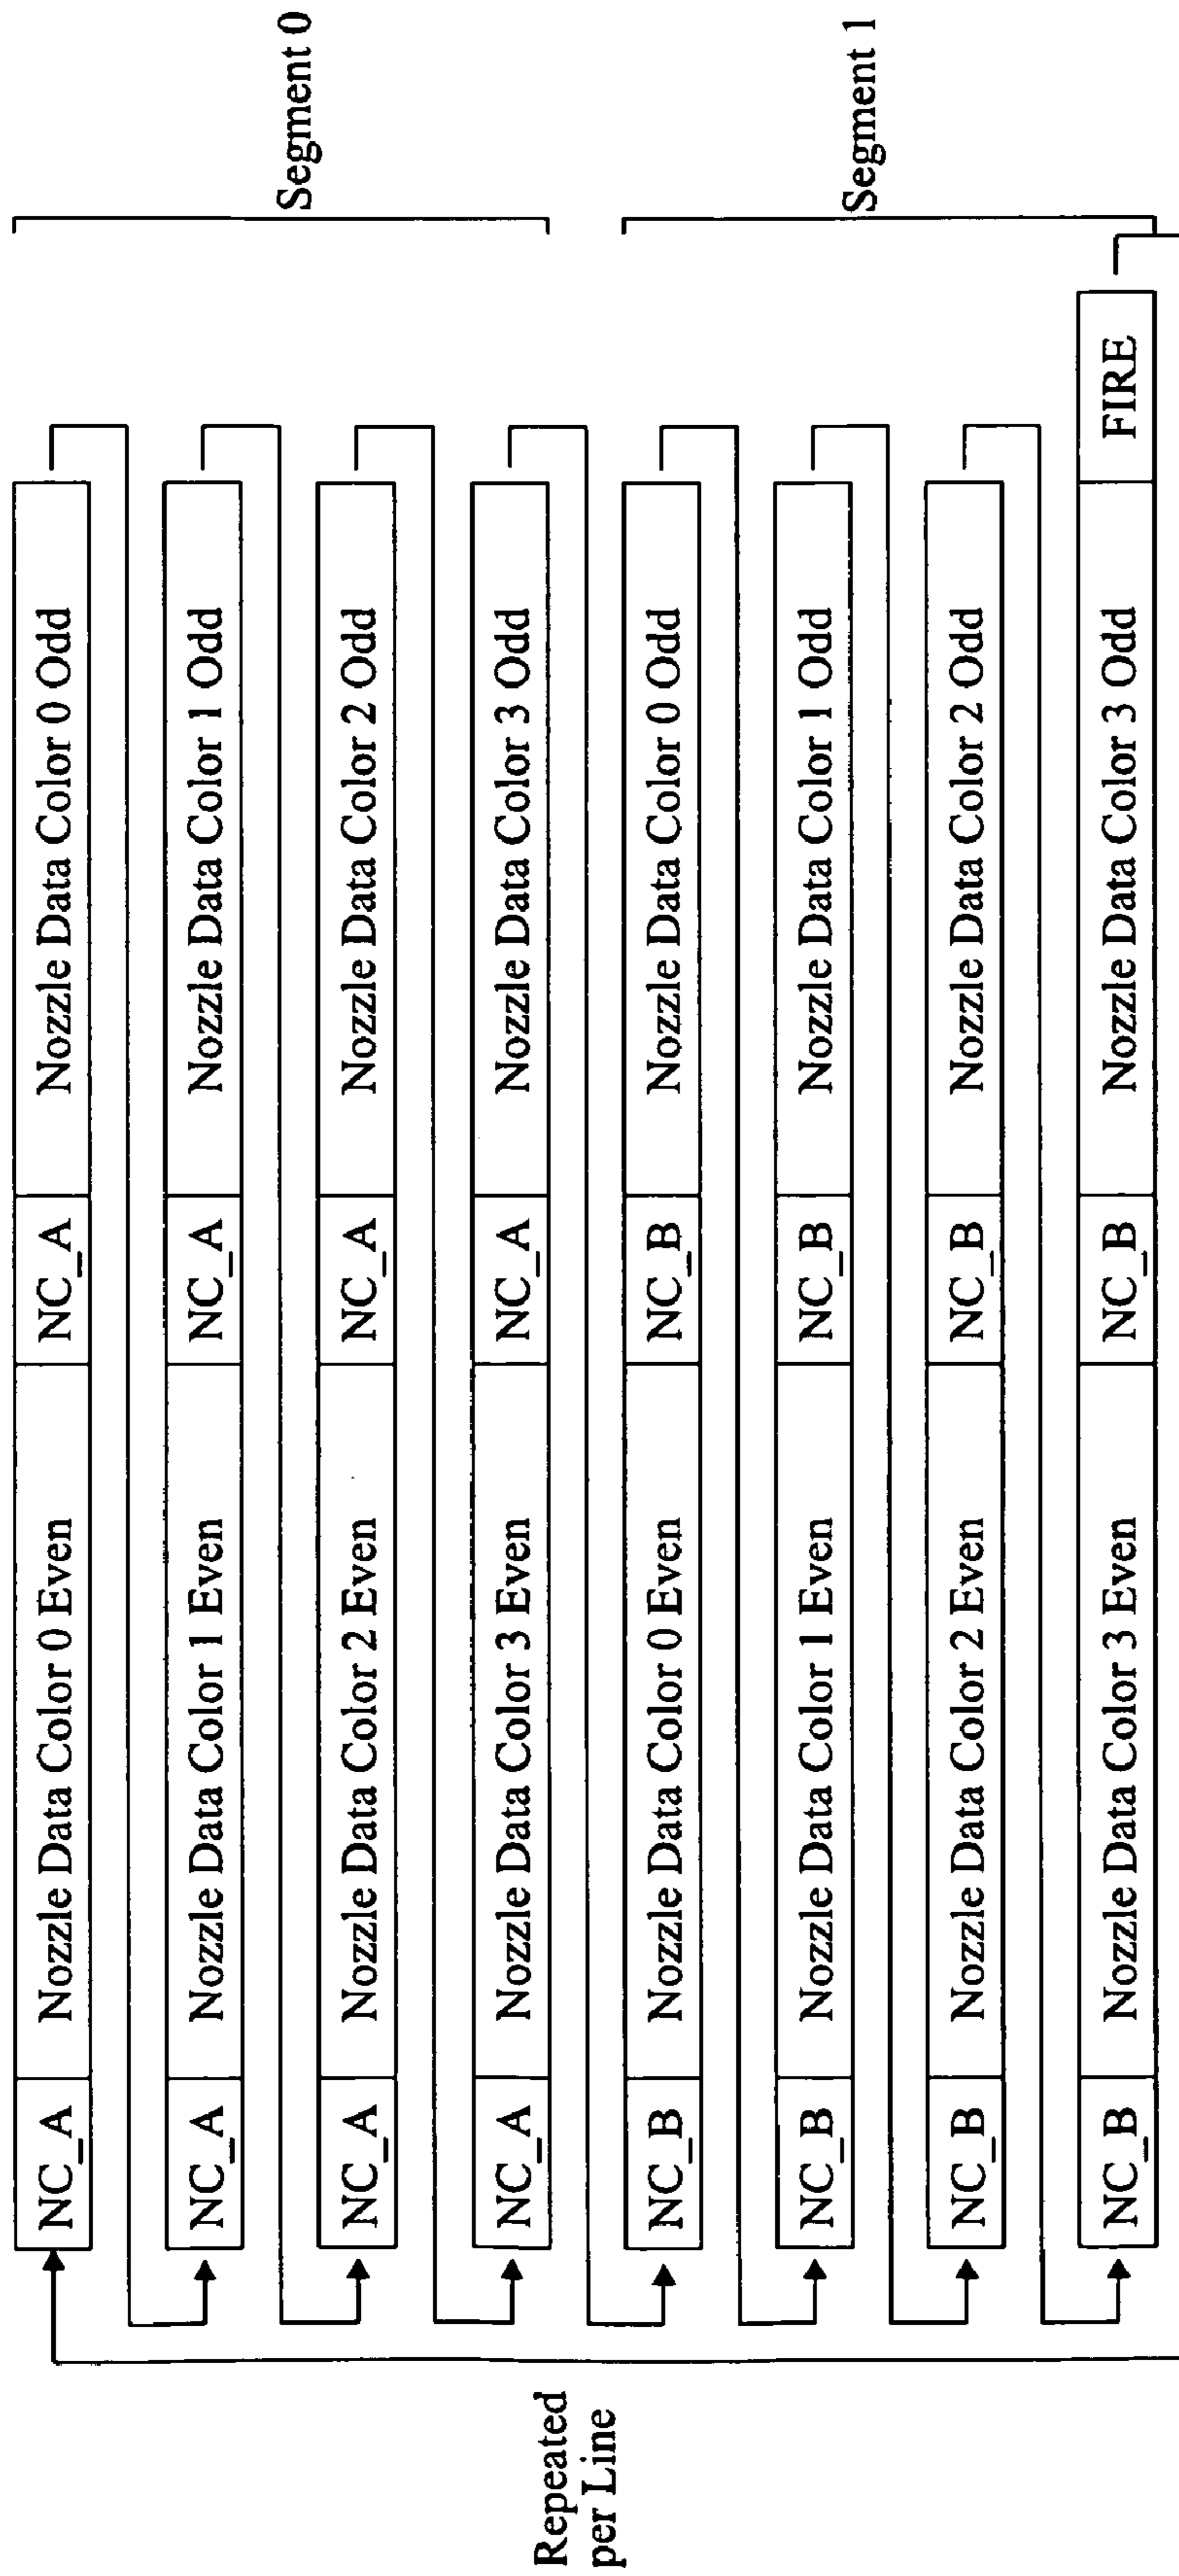 NC_A Nozzle Data Color 0 Even NC_A Nozzle Data Color 0 Odd
NC_A Nozzle Data Color 1 Even NC_A Nozzle Data Color 1 Odd
NC_A Nozzle Data Color 2 Even NC_A Nozzle Data Color 2 Odd
NC_A Nozzle Data Color 3 Even NC_A Nozzle Data Color 3 Odd
Segment 0
NC_B Nozzle Data Color 0 Even NC_B Nozzle Data Color 0 Odd
NC_B Nozzle Data Color 1 Even NC_B Nozzle Data Color 1 Odd
NC_B Nozzle Data Color 2 Even NC_B Nozzle Data Color 2 Odd
NC_B Nozzle Data Color 3 Even NC_B Nozzle Data Color 3 Odd FIRE
Segment 1
Repeated
per Line